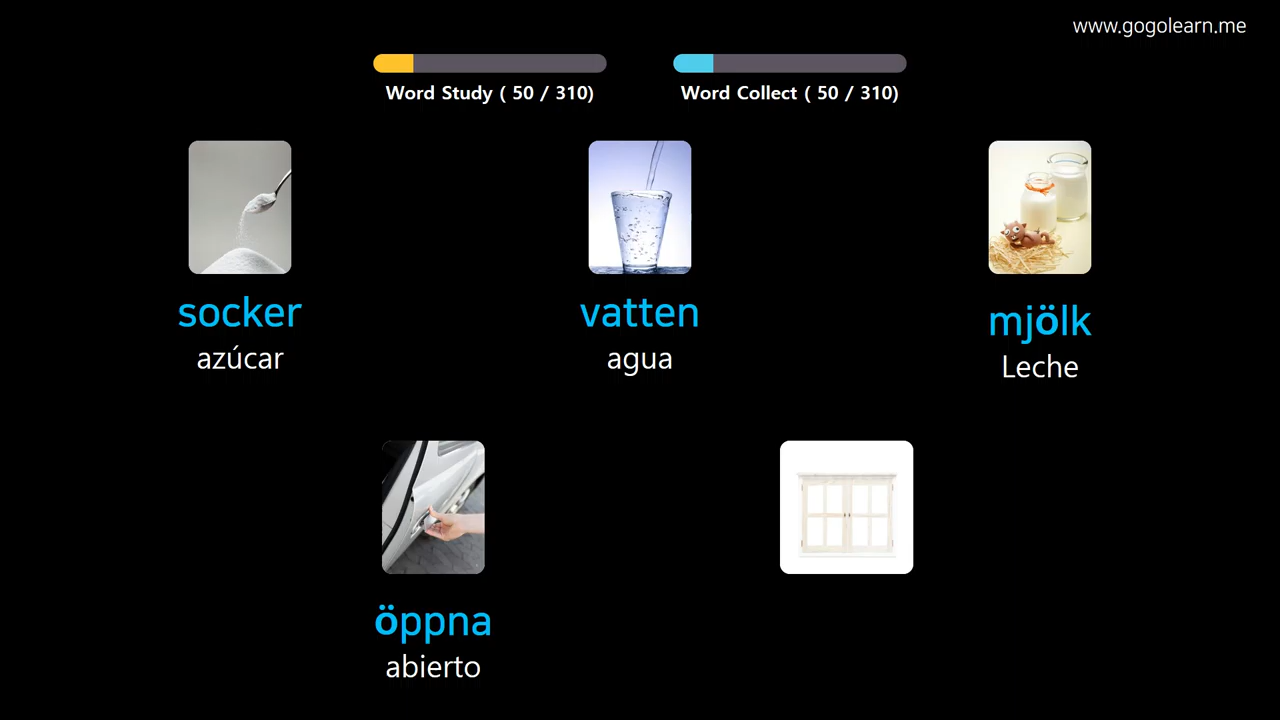 www.gogolearn.me
Word Study ( 50 / 310)
Word Collect ( 50 / 310)
socker
azúcar
vatten
agua
mjölk
Leche
öppna
abierto